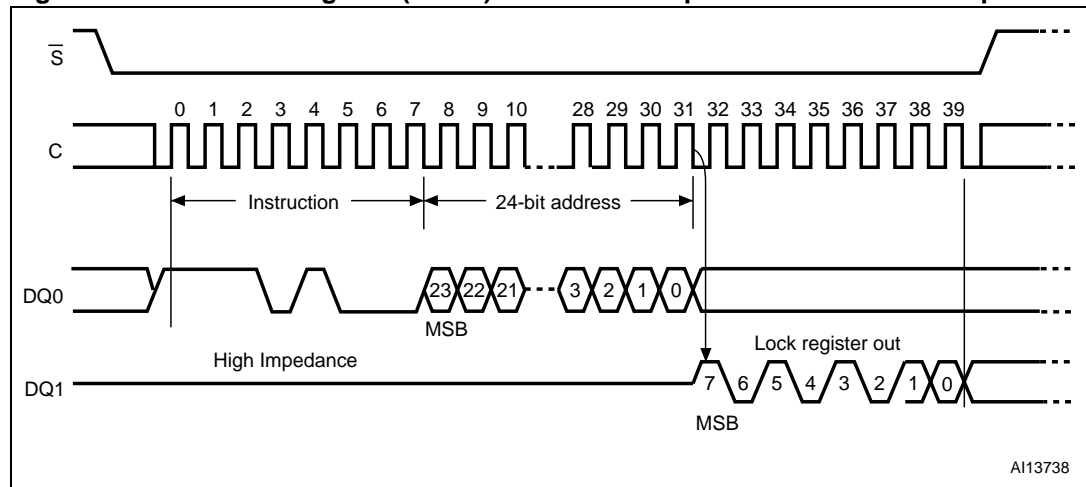 S̅
0 1 2 3 4 5 6 7 8 9 10 28 29 30 31 32 33 34 35 36 37 38 39
C
Instruction 24-bit address
DQ0 23 22 21 3 2 1 0
MSB
High Impedance Lock register out
DQ1 7 6 5 4 3 2 1 0
MSB
AI13738